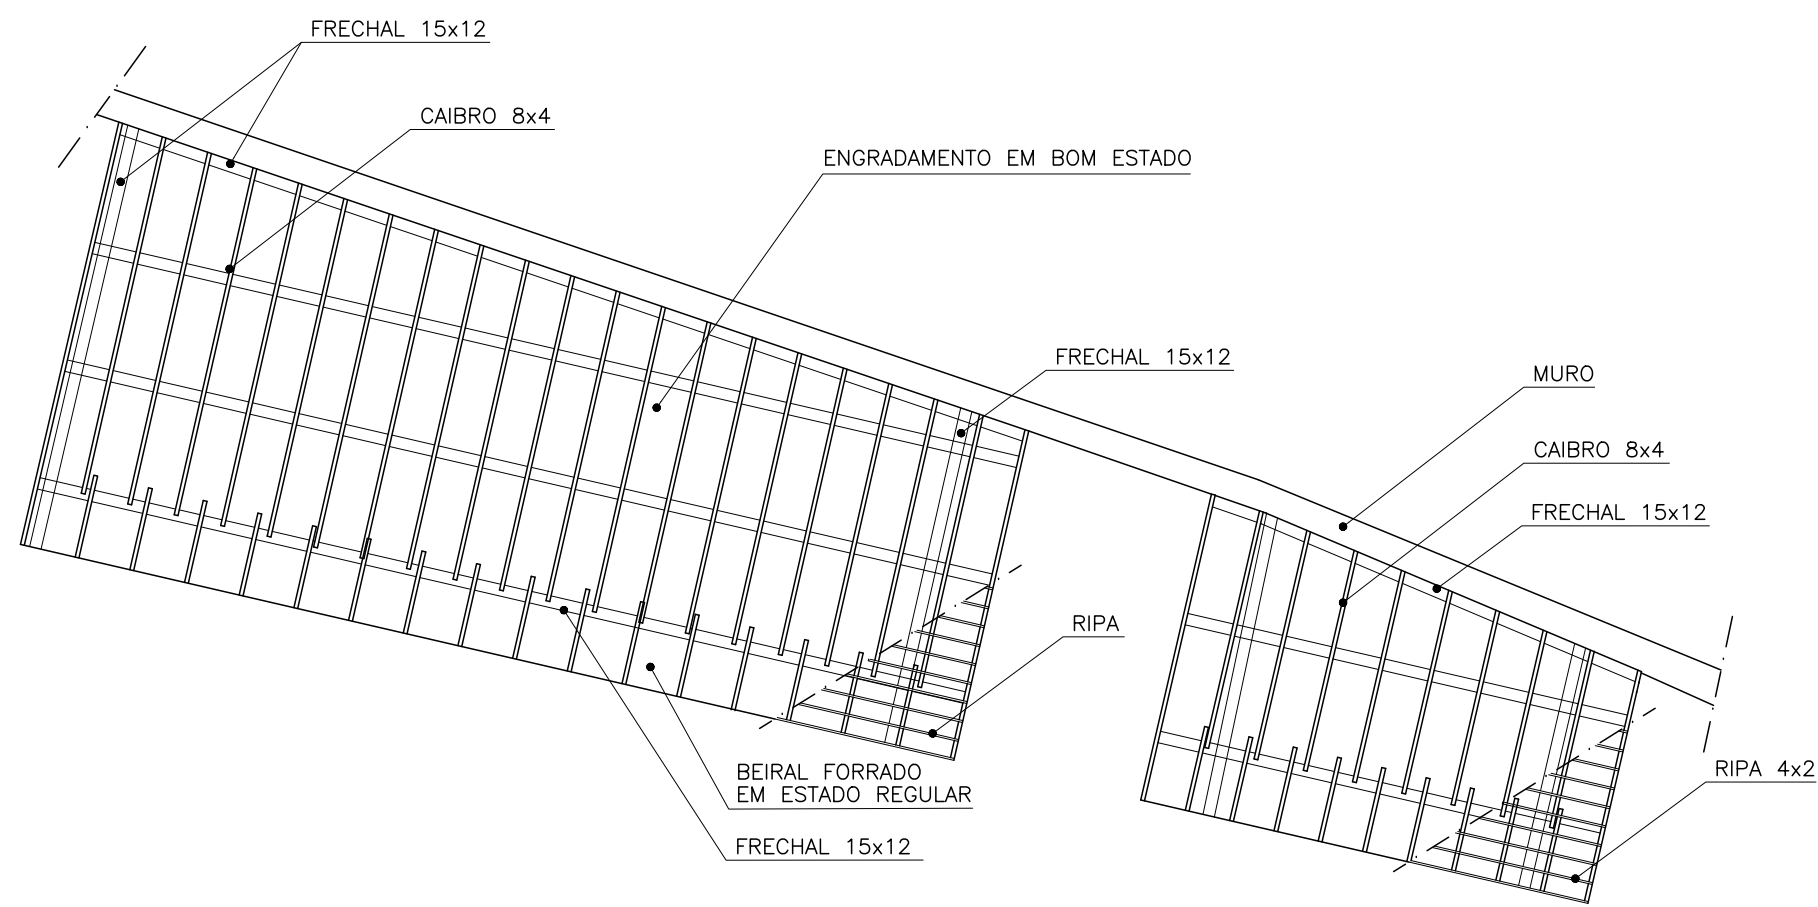 FRECHAL 15x12
CAIBRO 8x4
ENGRADAMENTO EM BOM ESTADO
FRECHAL 15x12
MURO
CAIBRO 8x4
FRECHAL 15x12
RIPA
BEIRAL FORRADO
EM ESTADO REGULAR
RIPA 4x2
FRECHAL 15x12